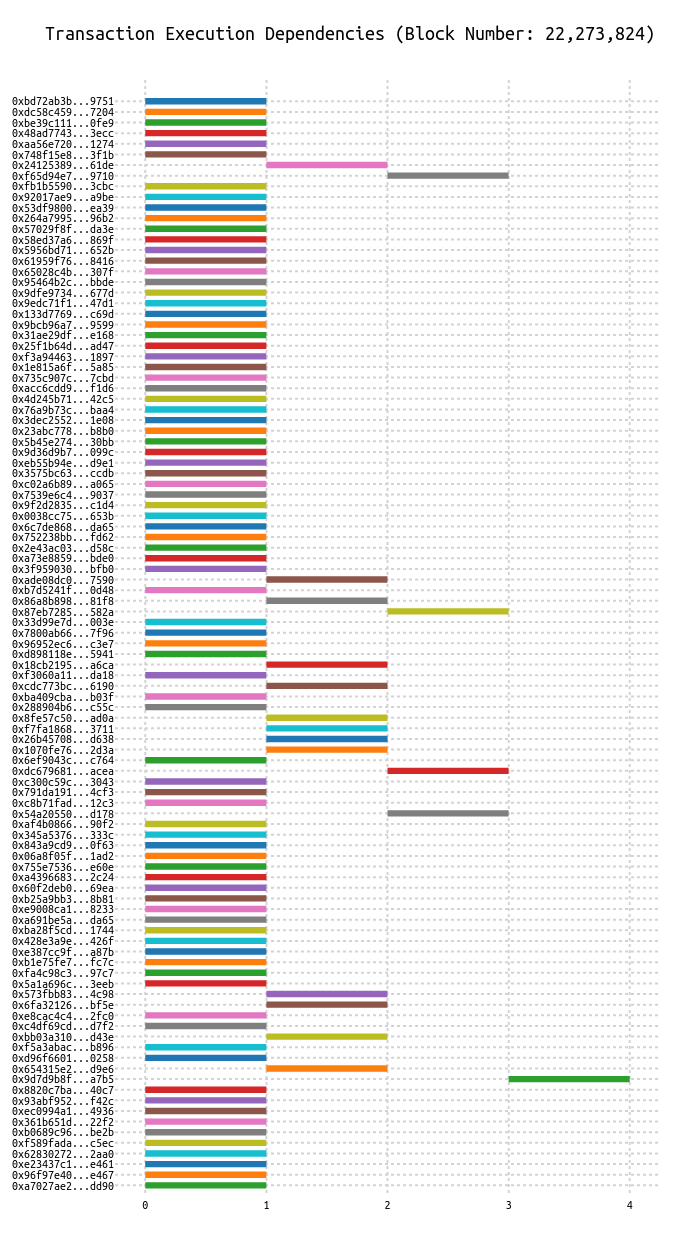 Transaction Execution Dependencies (Block Number: 22,273,824)
0xbd72ab3b...9751
0xdc58c459...7204
0xbe39c111...0fe9
0x48ad7743...3ecc
0xaa56e720...1274
0x748f15e8...3f1b
0x24125389...61de
0xf65d94e7...9710
0xfb1b5590...3cbc
0x92017ae9...a9be
0x53df9800...ea39
0x264a7995...96b2
0x57029f8f...da3e
0x58ed37a6...869f
0x5956bd71...652b
0x61959f76...8416
0x65028c4b...307f
0x95464b2c...bbde
0x9dfe9734...677d
0x9edc71f1...47d1
0x133d7769...c69d
0x9bcb96a7...9599
0x31ae29df...e168
0x25f1b64d...ad47
0xf3a94463...1897
0x1e815a6f...5a85
0x735c907c...7cbd
0xacc6cdd9...f1d6
0x4d245b71...42c5
0x76a9b73c...baa4
0x3dec2552...1e08
0x23abc778...b8b0
0x5b45e274...30bb
0x9d36d9b7...099c
0xeb55b94e...d9e1
0x3575bc63...ccdb
0xc02a6b89...a065
0x7539e6c4...9037
0x9f2d2835...c1d4
0x0038cc75...653b
0x6c7de868...da65
0x752238bb...fd62
0x2e43ac03...d58c
0xa73e8859...bde0
0x3f959030...bfb0
0xade08dc0...7590
0xb7d5241f...0d48
0x86a8b898...81f8
0x87eb7285...582a
0x33d99e7d...003e
0x7800ab66...7f96
0x96952ec6...c3e7
0xd898118e...5941
0x18cb2195...a6ca
0xf3060a11...da18
0xcdc773bc...6190
0xba409cba...b03f
0x288904b6...c55c
0x8fe57c50...ad0a
0xf7fa1868...3711
0x26b45708...d638
0x1070fe76...2d3a
0x6ef9043c...c764
0xdc679681...acea
0xc300c59c...3043
0x791da191...4cf3
0xc8b71fad...12c3
0x54a20550...d178
0xaf4b0866...90f2
0x345a5376...333c
0x843a9cd9...0f63
0x06a8f05f...1ad2
0x755e7536...e60e
0xa4396683...2c24
0x60f2deb0...69ea
0xb25a9bb3...8b81
0xe9008ca1...8233
0xa691be5a...da65
0xba28f5cd...1744
0x428e3a9e...426f
0xe387cc9f...a87b
0xb1e75fe7...fc7c
0xfa4c98c3...97c7
0x5a1a696c...3eeb
0x573fbb83...4c98
0x6fa32126...bf5e
0xe8cac4c4...2fc0
0xc4df69cd...d7f2
0xbb03a310...d43e
0xf5a3abac...b896
0xd96f6601...0258
0x654315e2...d9e6
0x9d7d9b8f...a7b5
0x8820c7ba...40c7
0x93abf952...f42c
0xec0994a1...4936
0x361b651d...22f2
0xb0689c96...be2b
0xf589fada...c5ec
0x62830272...2aa0
0xe23437c1...e461
0x96f97e40...e467
0xa7027ae2...dd90
0 1 2 3 4